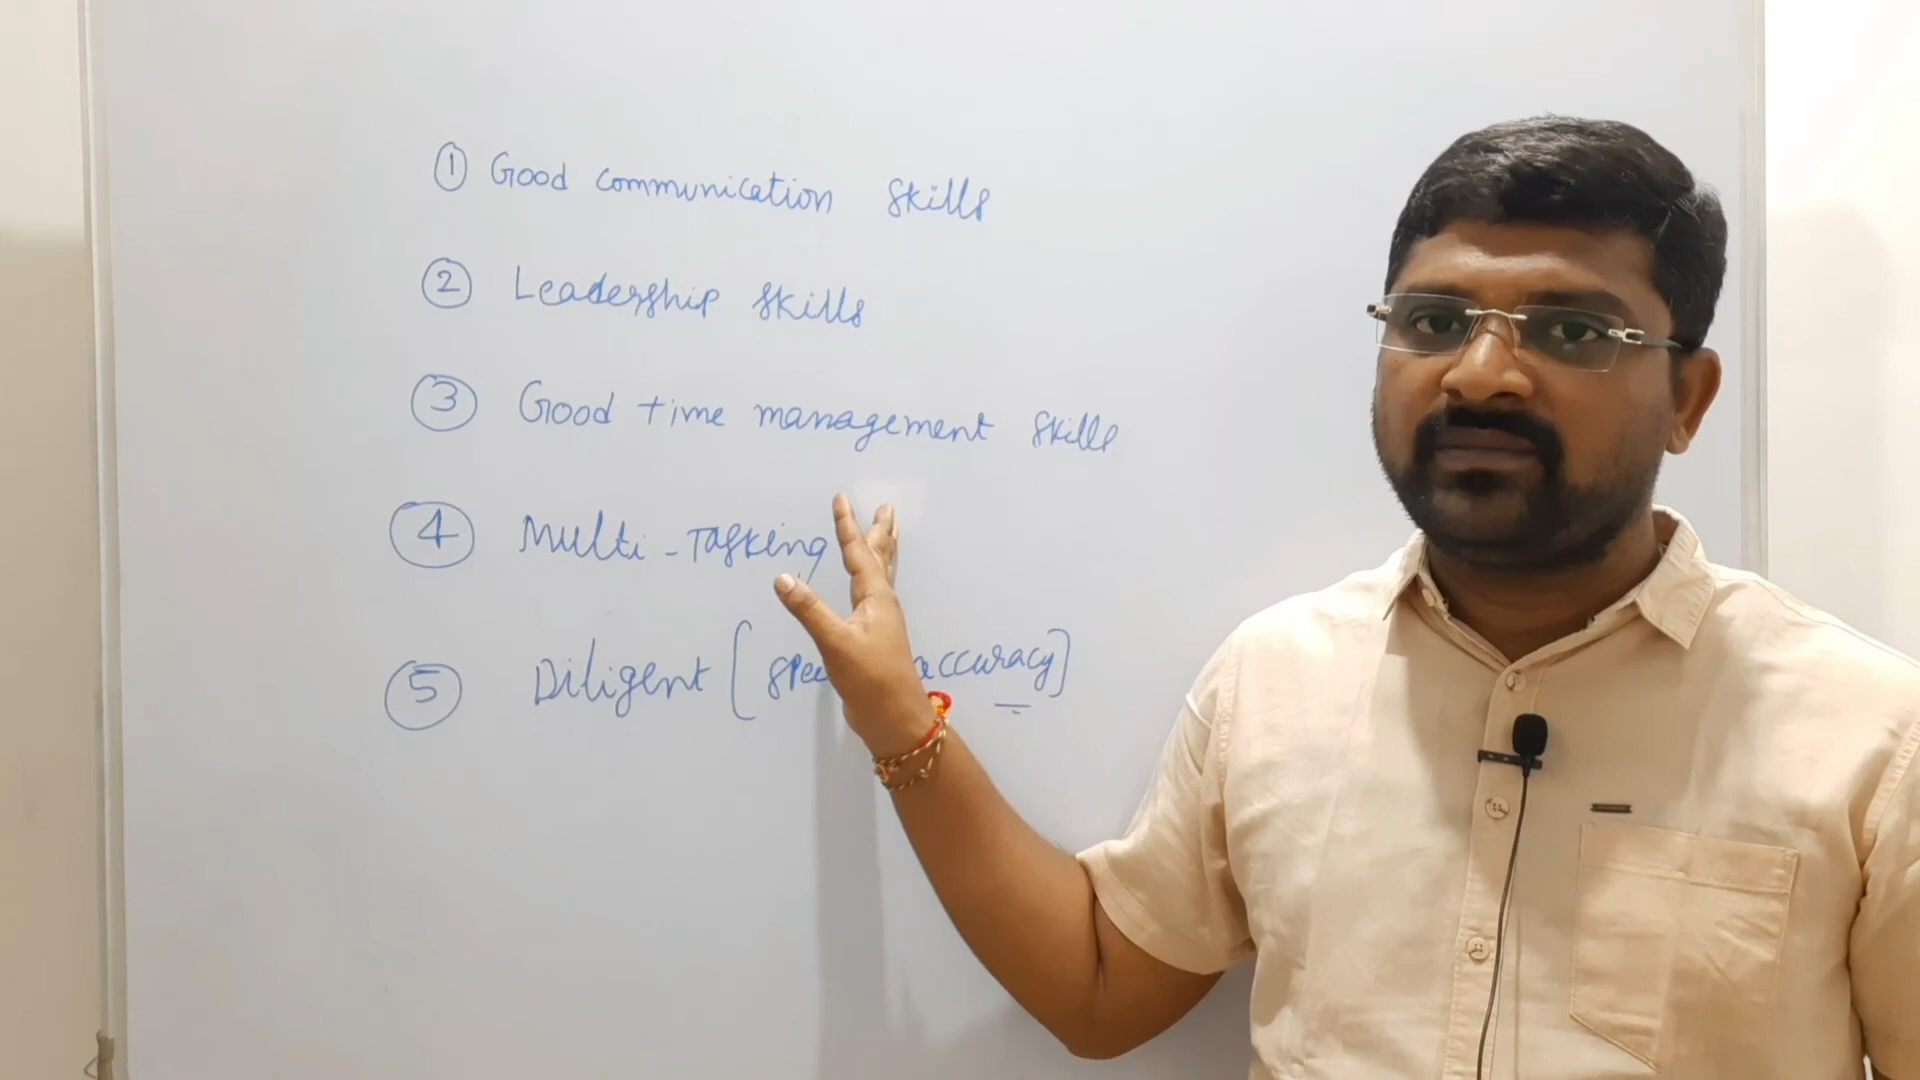 ① Good communication skills
② Leadership skills
③ Good time management skills
④ Multi-Tasking
⑤ Diligent [ accuracy]